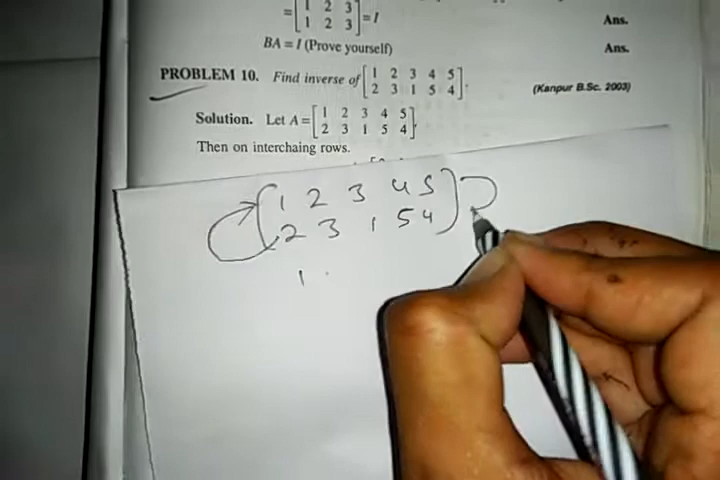 = [ 1 2 3
1 2 3 ] = I
Ans.
BA = I (Prove yourself)
Ans.
PROBLEM 10. Find inverse of [ 1 2 3 4 5
2 3 1 5 4 ].
(Kanpur B.Sc. 2003)
Solution. Let A = [ 1 2 3 4 5
2 3 1 5 4 ],
Then on interchaing rows.
( 1 2 3 4 5
2 3 1 5 4 )
1